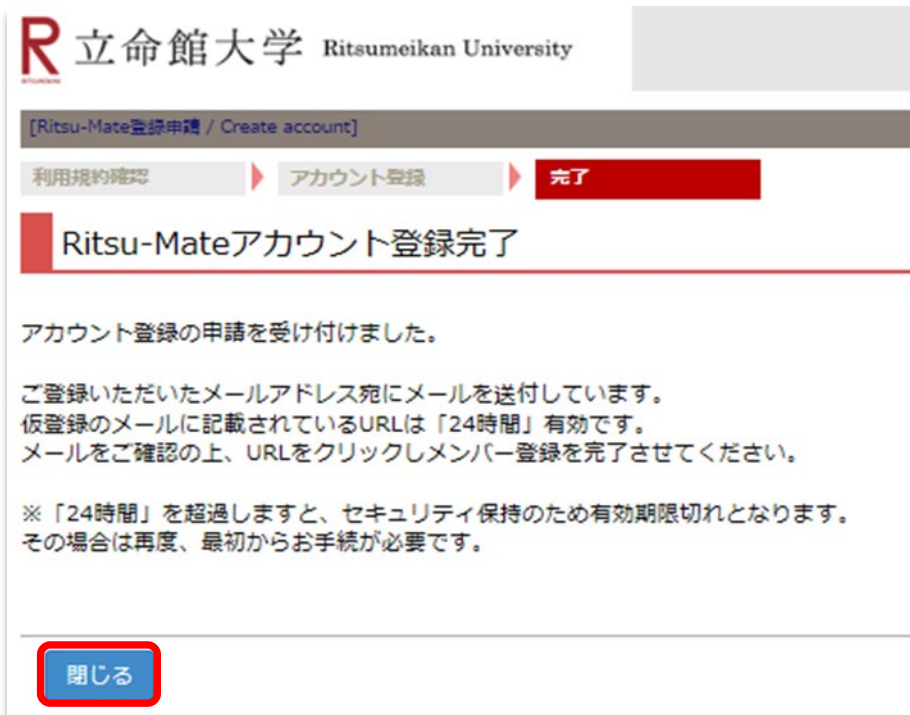 R 立命館大学 Ritsumeikan University
RITSUMEIKAN
[Ritsu-Mate登録申請 / Create account]
利用規約確認 アカウント登録 完了
Ritsu-Mateアカウント登録完了
アカウント登録の申請を受け付けました。
ご登録いただいたメールアドレス宛にメールを送付しています。
仮登録のメールに記載されているURLは「24時間」有効です。
メールをご確認の上、URLをクリックしメンバー登録を完了させてください。
※「24時間」を超過しますと、セキュリティ保持のため有効期限切れとなります。
その場合は再度、最初からお手続が必要です。
閉じる